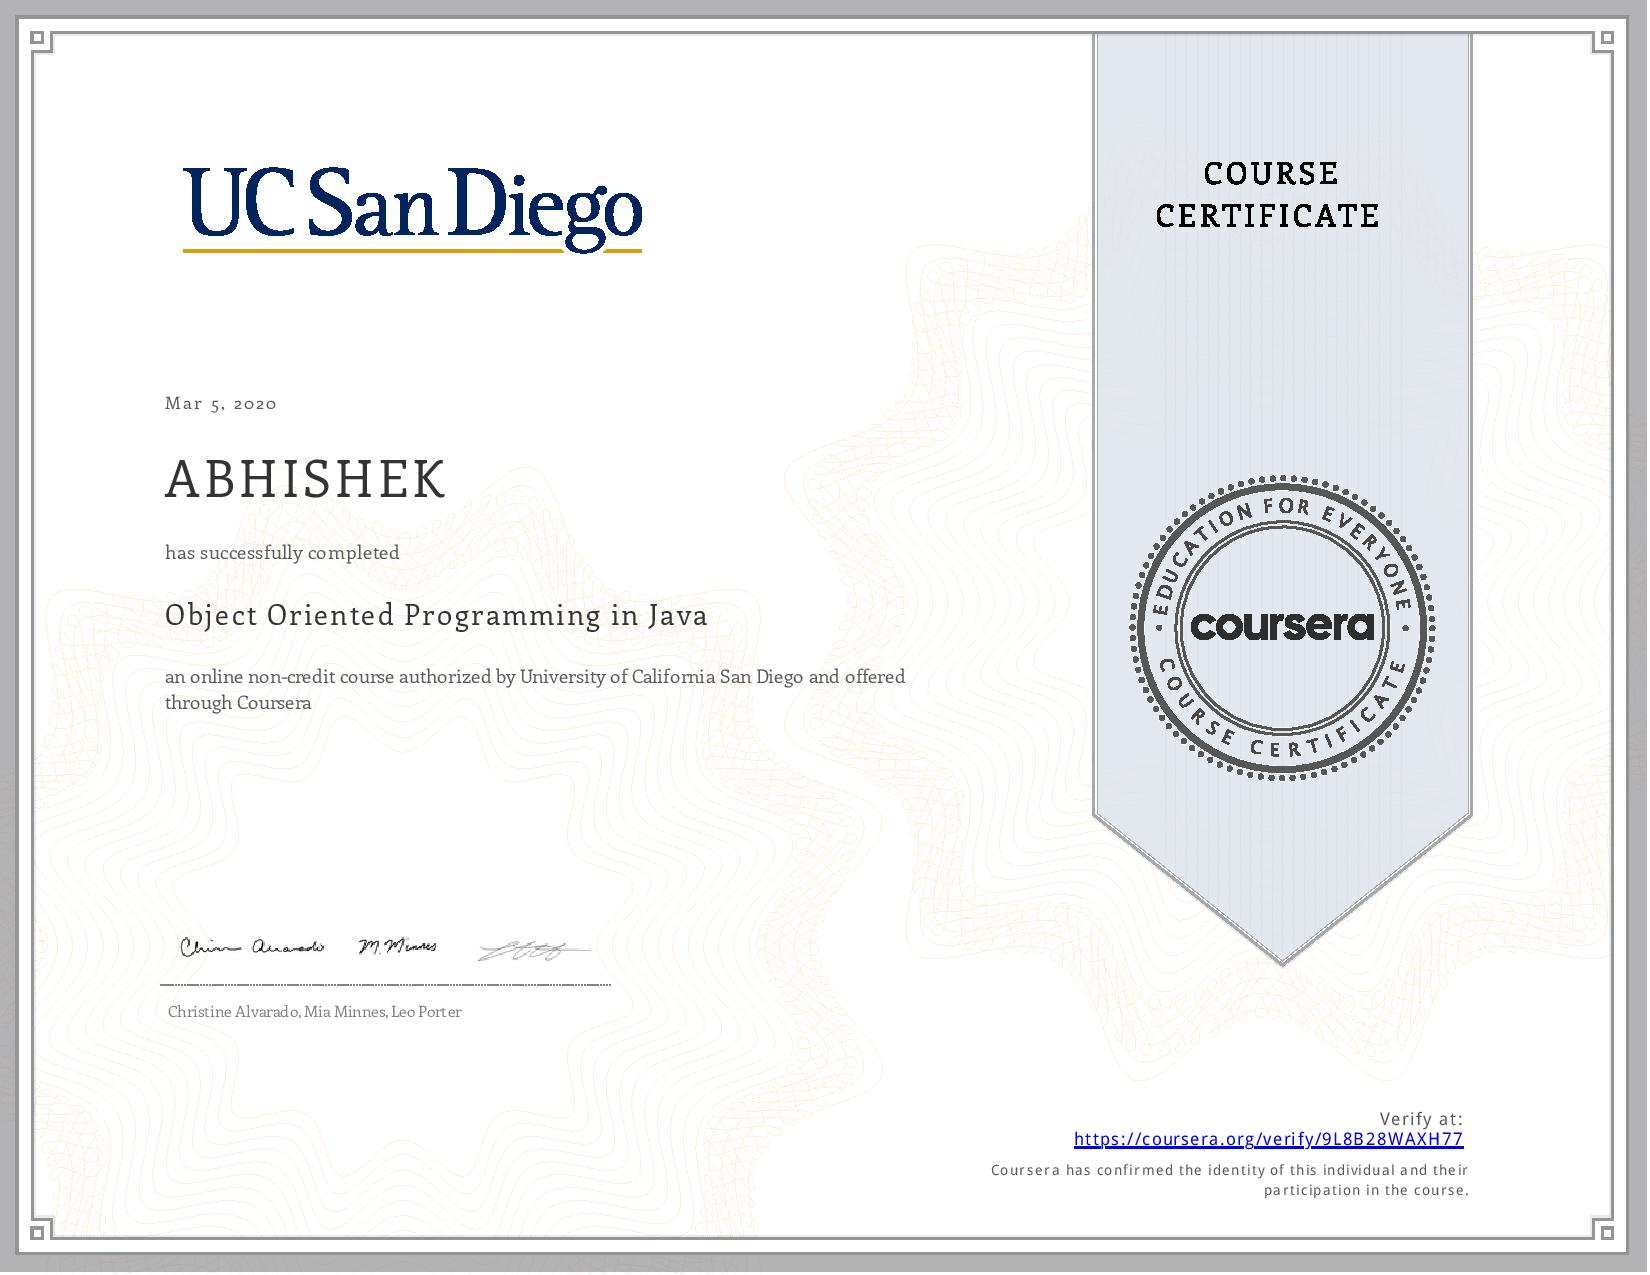 UC San Diego
COURSE
CERTIFICATE
Mar 5, 2020
ABHISHEK
has successfully completed
Object Oriented Programming in Java
an online non-credit course authorized by University of California San Diego and offered
through Coursera
EDUCATION FOR EVERYONE
coursera
COURSE CERTIFICATE
M. Minnes
Christine Alvarado, Mia Minnes, Leo Porter
Verify at:
https://coursera.org/verify/9L8B28WAXH77
Coursera has confirmed the identity of this individual and their
participation in the course.